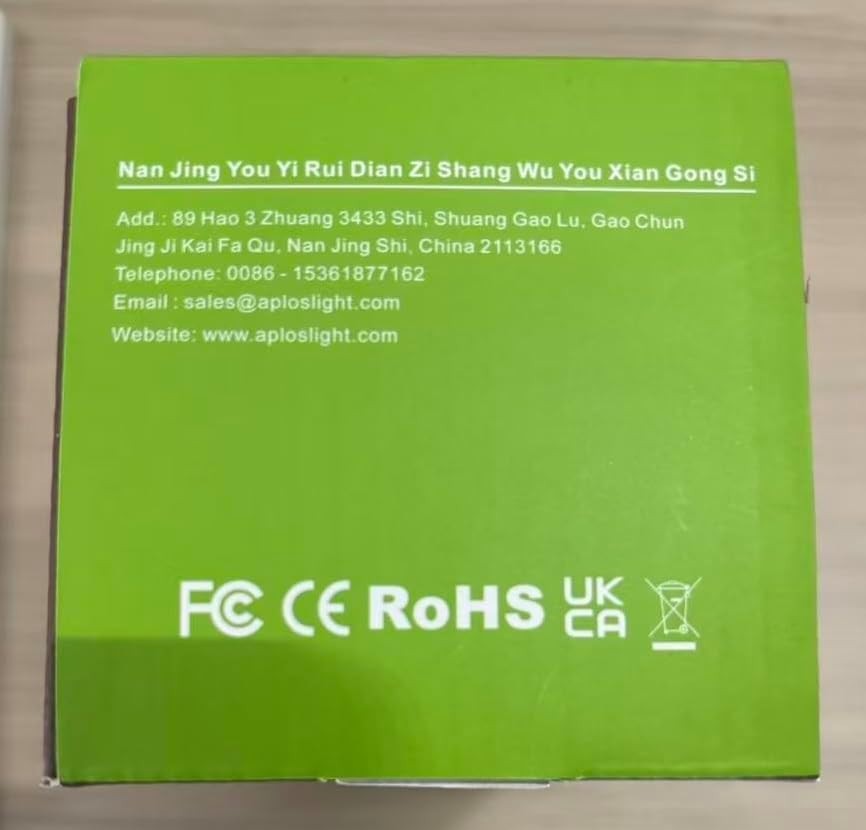 Nan Jing You Yi Rui Dian Zi Shang Wu You Xian Gong Si
Add.: 89 Hao 3 Zhuang 3433 Shi, Shuang Gao Lu, Gao Chun
Jing Ji Kai Fa Qu, Nan Jing Shi, China 2113166
Telephone: 0086 - 15361877162
Email : sales@aploslight.com
Website: www.aploslight.com
FC CE RoHS UK CA